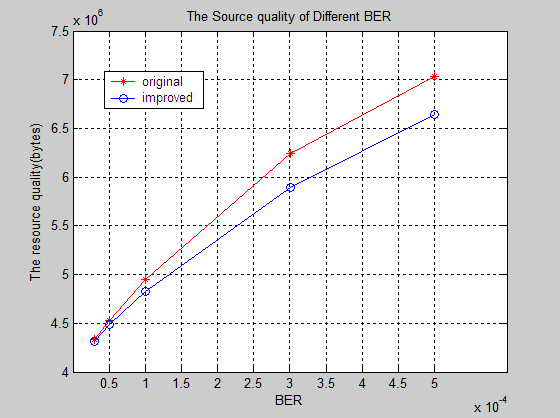 The Source quality of Different BER
x 10^6
7.5
7
6.5
6
5.5
5
4.5
4
The resource quality(bytes)
original
improved
0.5 1 1.5 2 2.5 3 3.5 4 4.5 5
BER
x 10^-4